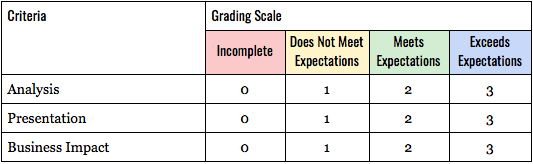 Criteria Grading Scale
Incomplete Does Not Meet Expectations Meets Expectations Exceeds Expectations
Analysis 0 1 2 3
Presentation 0 1 2 3
Business Impact 0 1 2 3